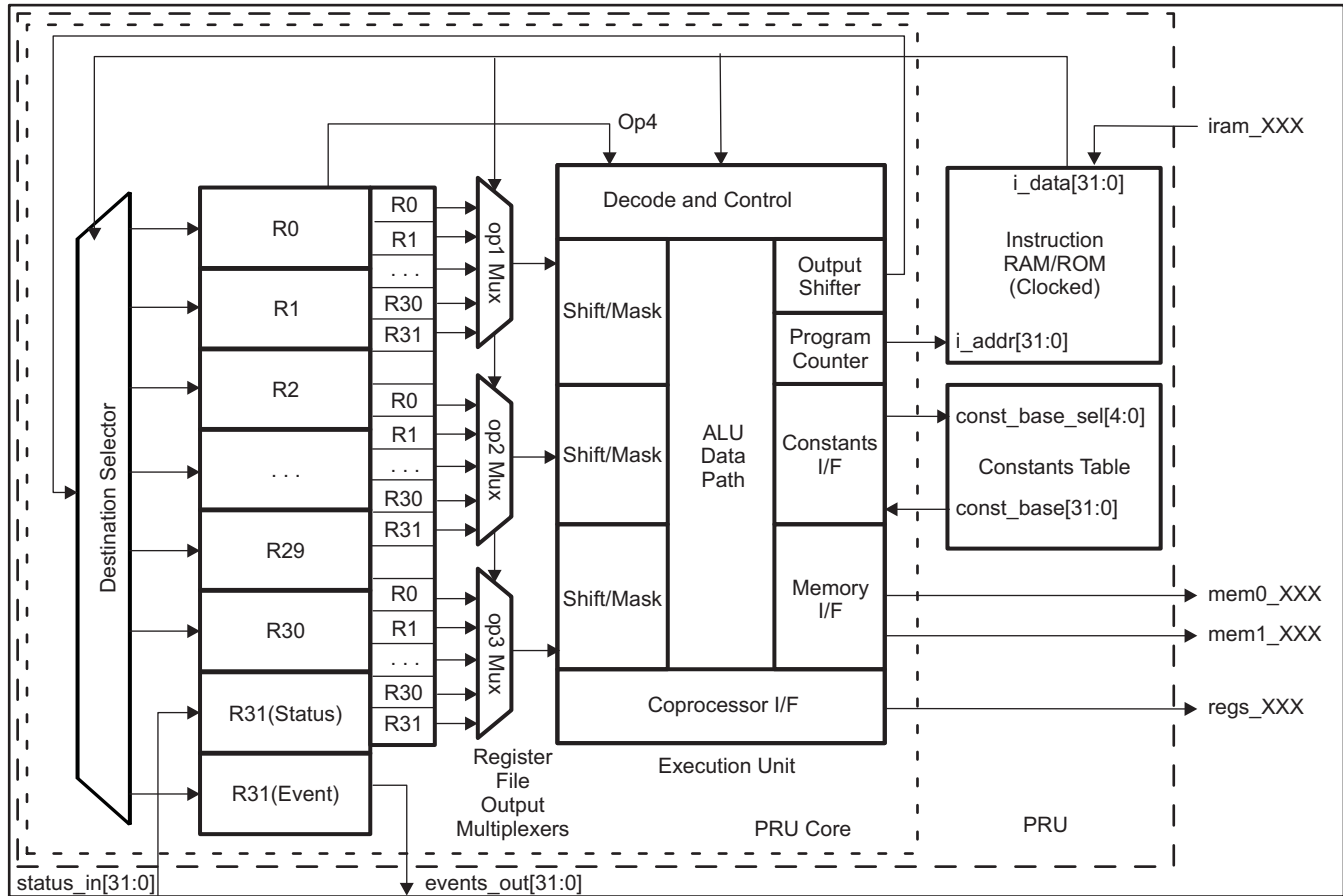 Op4
iram_XXX
Destination Selector
R0
R1
R2
. . .
R29
R30
R31(Status)
R31(Event)
R0
R1
. . .
R30
R31
R0
R1
. . .
R30
R31
R0
R1
. . .
R30
R31
op1 Mux
op2 Mux
op3 Mux
Register
File
Output
Multiplexers
Decode and Control
Shift/Mask
Shift/Mask
Shift/Mask
ALU
Data
Path
Output
Shifter
Program
Counter
Constants
I/F
Memory
I/F
Coprocessor I/F
Execution Unit
PRU Core
i_data[31:0]
Instruction
RAM/ROM
(Clocked)
i_addr[31:0]
const_base_sel[4:0]
Constants Table
const_base[31:0]
PRU
mem0_XXX
mem1_XXX
regs_XXX
status_in[31:0]
events_out[31:0]